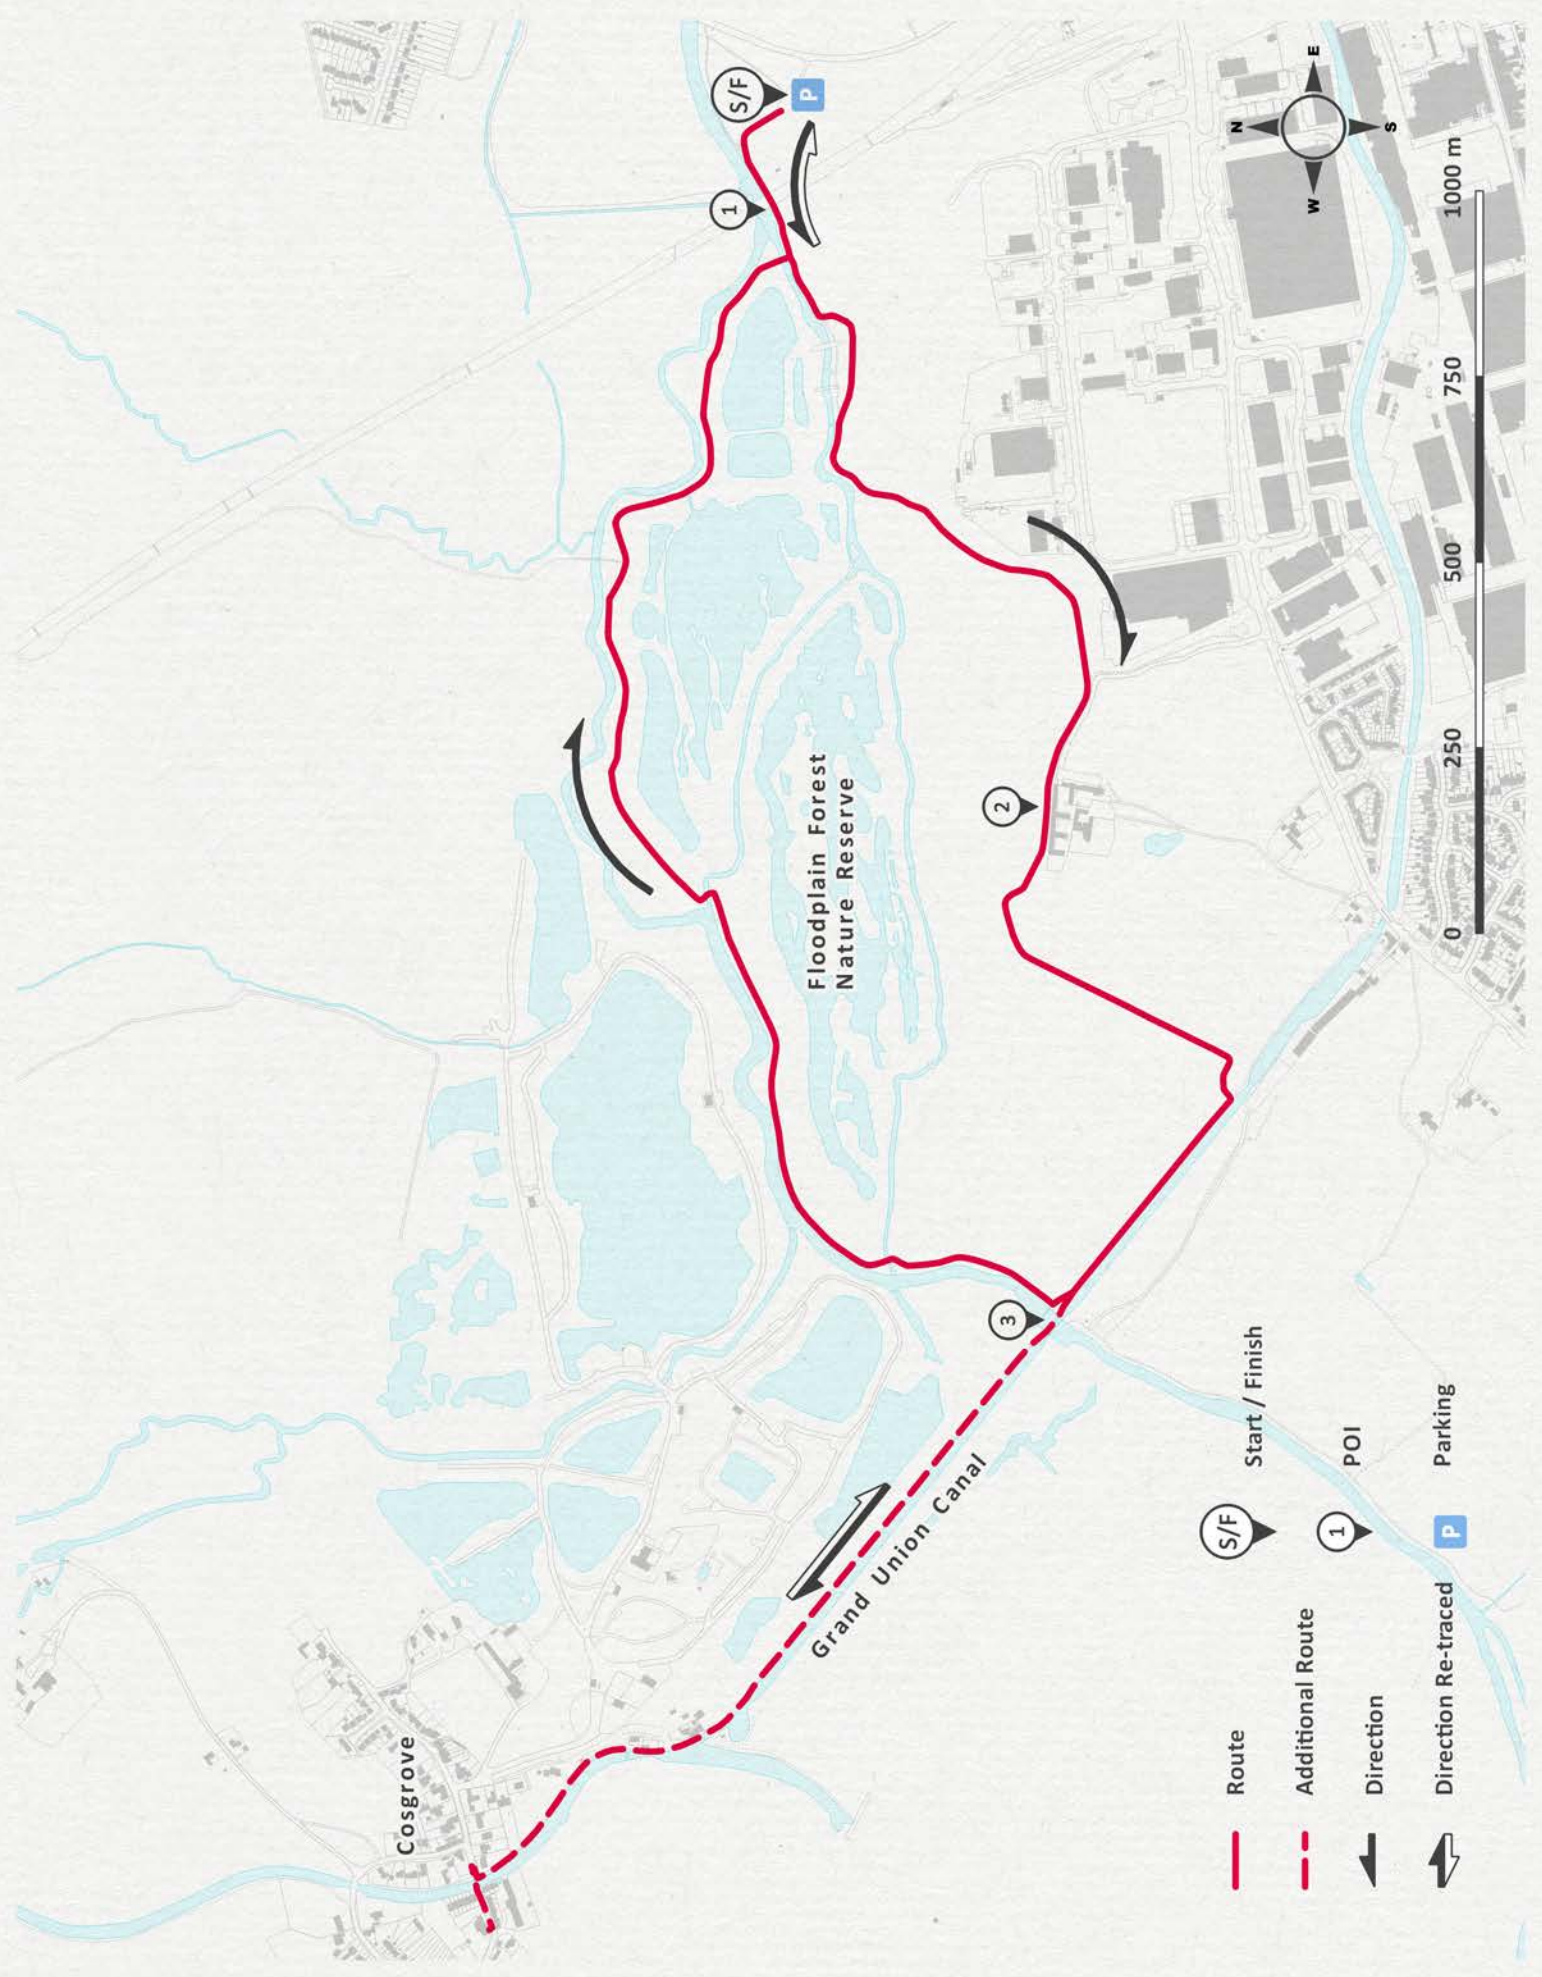 Cosgrove
Grand Union Canal
Floodplain Forest
Nature Reserve
S/F
P
1
2
3
N
E
S
W
0
250
500
750
1000 m
Route
Additional Route
Direction
Direction Re-traced
S/F
Start / Finish
1
POI
P
Parking